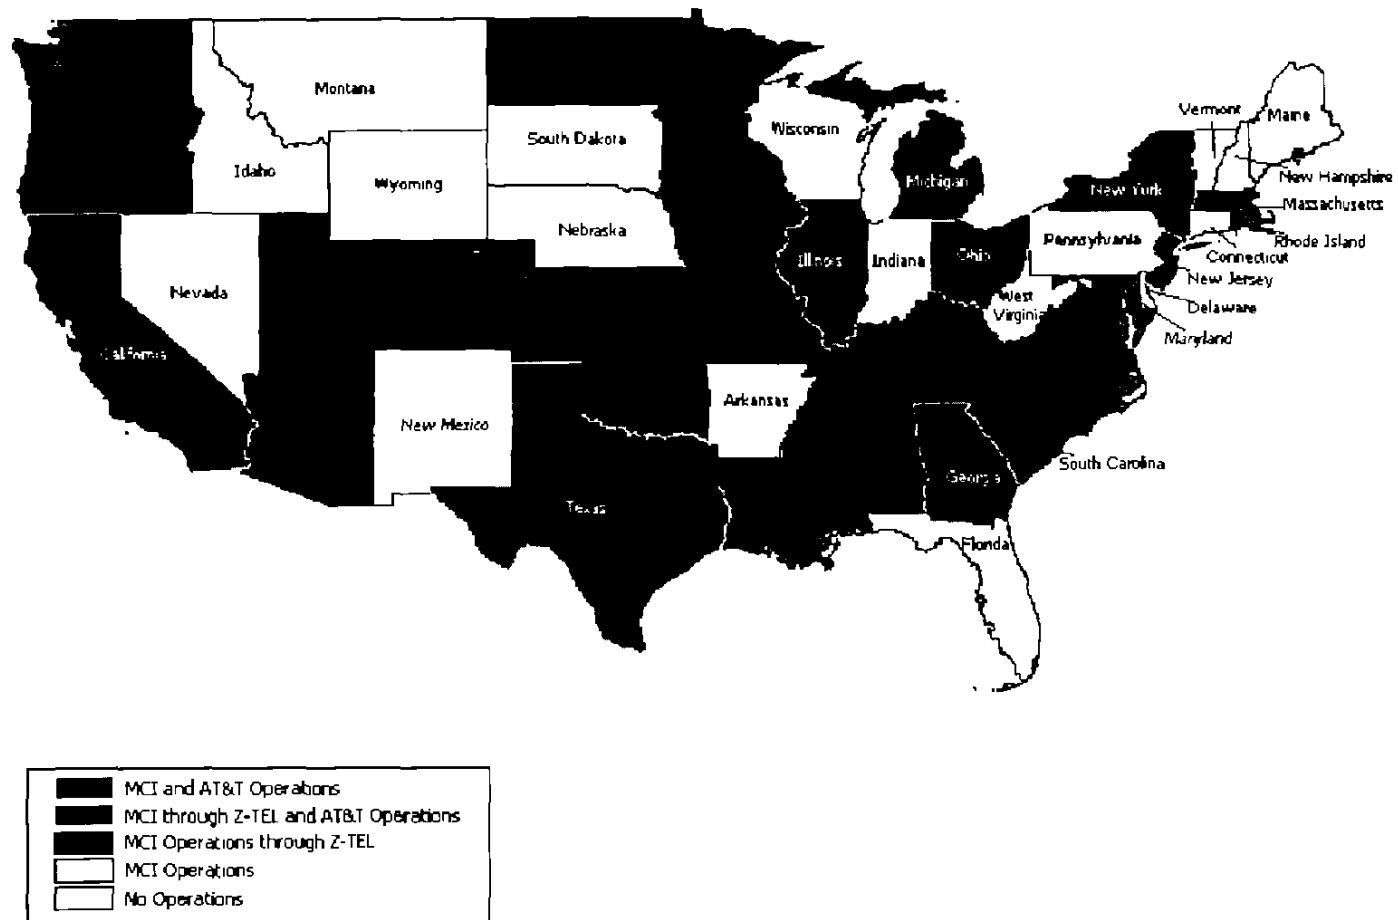 Montana
Vermont
Maine
Wisconsin
South Dakota
Idaho
Wyoming
Michigan
New York
New Hampshire
Massachusetts
Nebraska
Pennsylvania
Rhode Island
Illinois
Indiana
Ohio
Connecticut
New Jersey
Nevada
West
Virginia
Delaware
Maryland
California
Arkansas
New Mexico
South Carolina
Georgia
Texas
Florida
MCI and AT&T Operations
MCI through Z-TEL and AT&T Operations
MCI Operations through Z-TEL
MCI Operations
No Operations